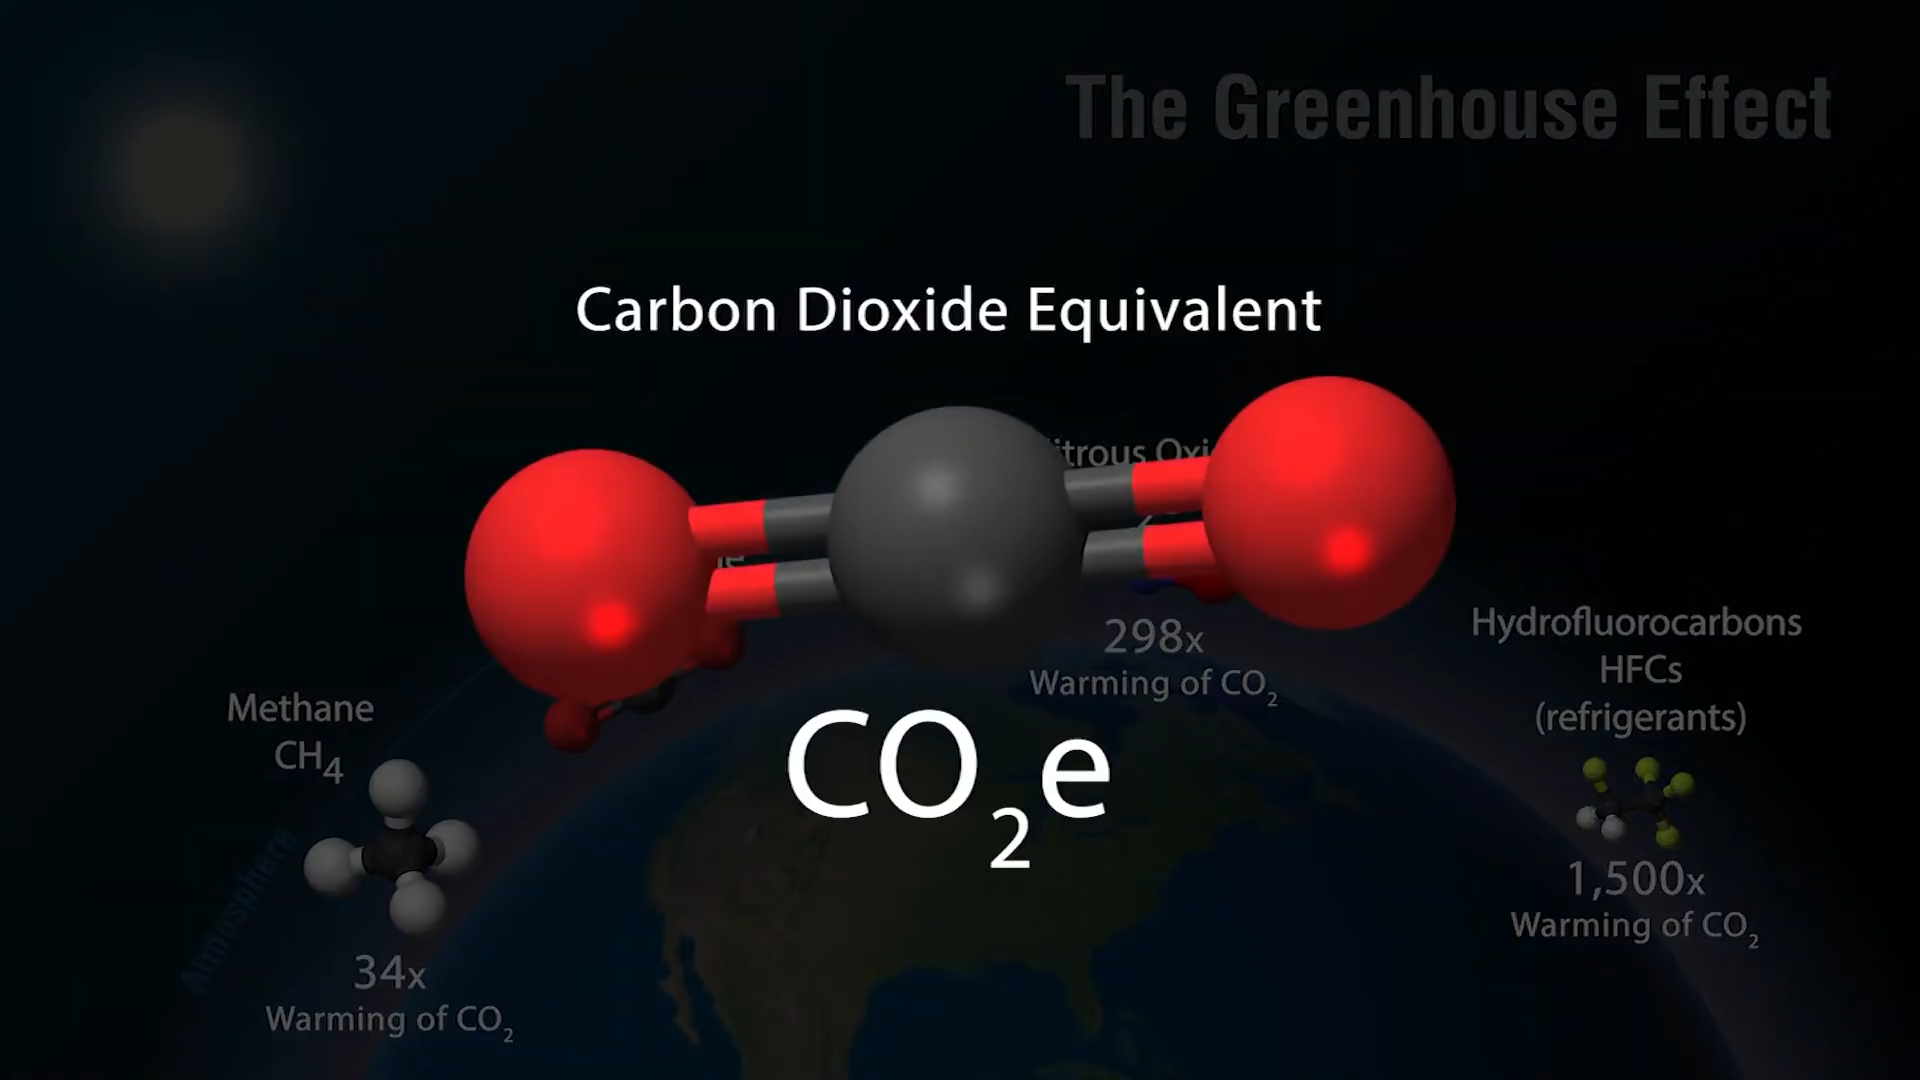 The Greenhouse Effect
Carbon Dioxide Equivalent
CO₂e
Methane
CH₄
34x
Warming of CO₂
298x
Warming of CO₂
Hydrofluorocarbons
HFCs
(refrigerants)
1,500x
Warming of CO₂
Atmosphere